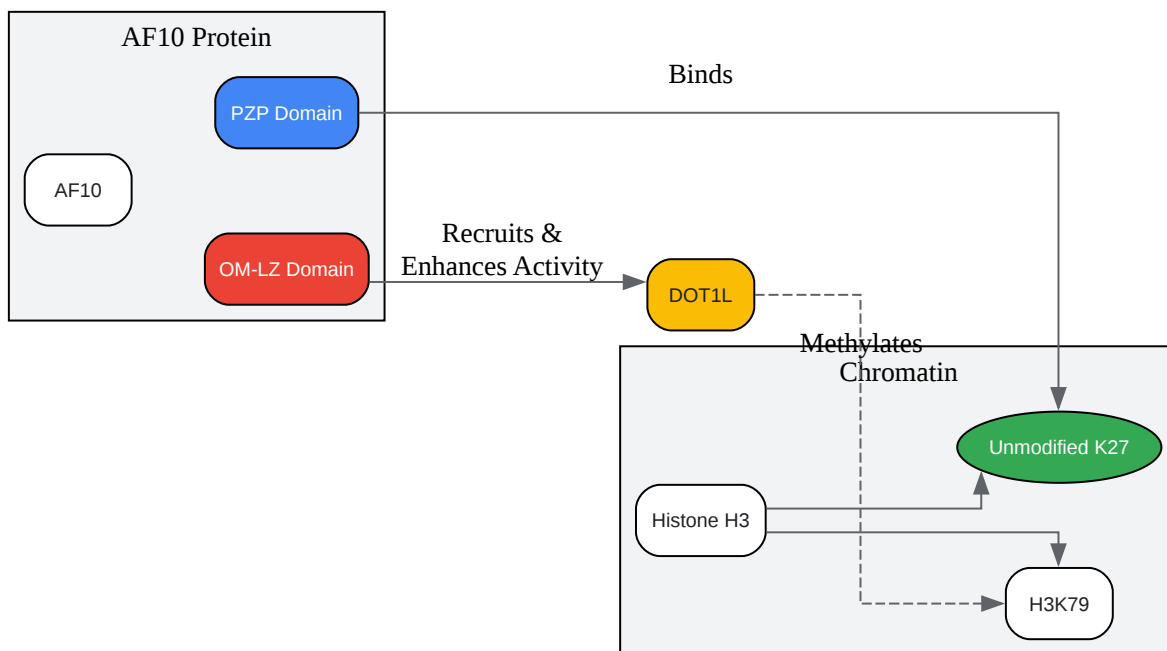 AF10 Protein
Binds
PZP Domain
AF10
Recruits &
Enhances Activity
OM-LZ Domain
DOT1L
Methylates
Chromatin
Unmodified K27
Histone H3
H3K79